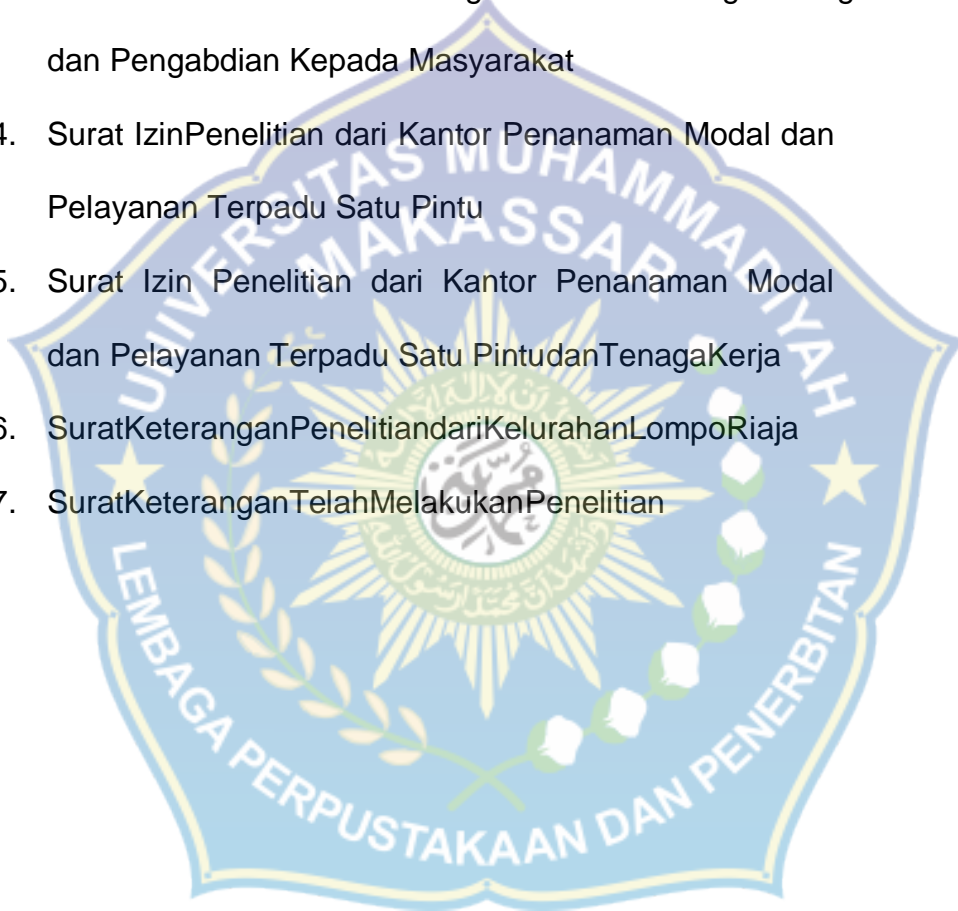 dan Pengabdian Kepada Masyarakat
4. Surat IzinPenelitian dari Kantor Penanaman Modal dan
Pelayanan Terpadu Satu Pintu
5. Surat Izin Penelitian dari Kantor Penanaman Modal
dan Pelayanan Terpadu Satu PintudanTenagaKerja
6. SuratKeteranganPenelitiandariKelurahanLompoRiaja
7. SuratKeteranganTelahMelakukanPenelitian
UNIVERSITAS MUHAMMADIYAH
MAKASSAR
LEMBAGA PERPUSTAKAAN DAN PENERBITAN